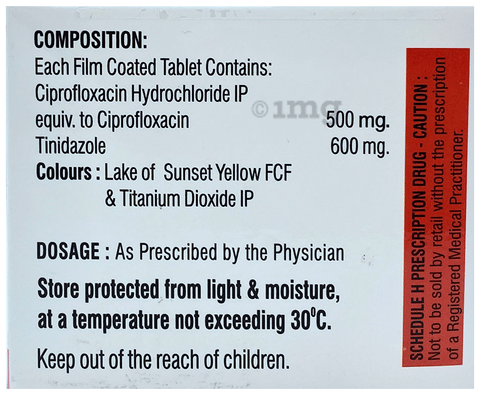 COMPOSITION:
Each Film Coated Tablet Contains:
Ciprofloxacin Hydrochloride IP
©1mg
equiv. to Ciprofloxacin 500 mg.
Tinidazole 600 mg.
Colours : Lake of Sunset Yellow FCF
& Titanium Dioxide IP
DOSAGE : As Prescribed by the Physician
Store protected from light & moisture,
at a temperature not exceeding 30⁰C.
Keep out of the reach of children.
SCHEDULE H PRESCRIPTION DRUG - CAUTION :
Not to be sold by retail without the prescription
of a Registered Medical Practitioner.